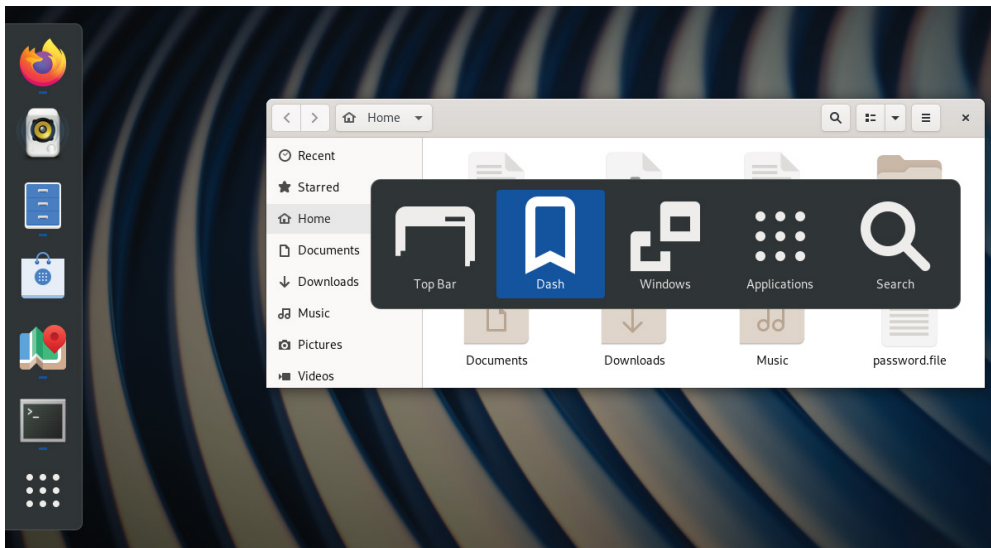 Home
Recent
Starred
Home
Documents
Downloads
Music
Pictures
Videos
Top Bar
Dash
Windows
Applications
Search
Documents
Downloads
Music
password.file
>_